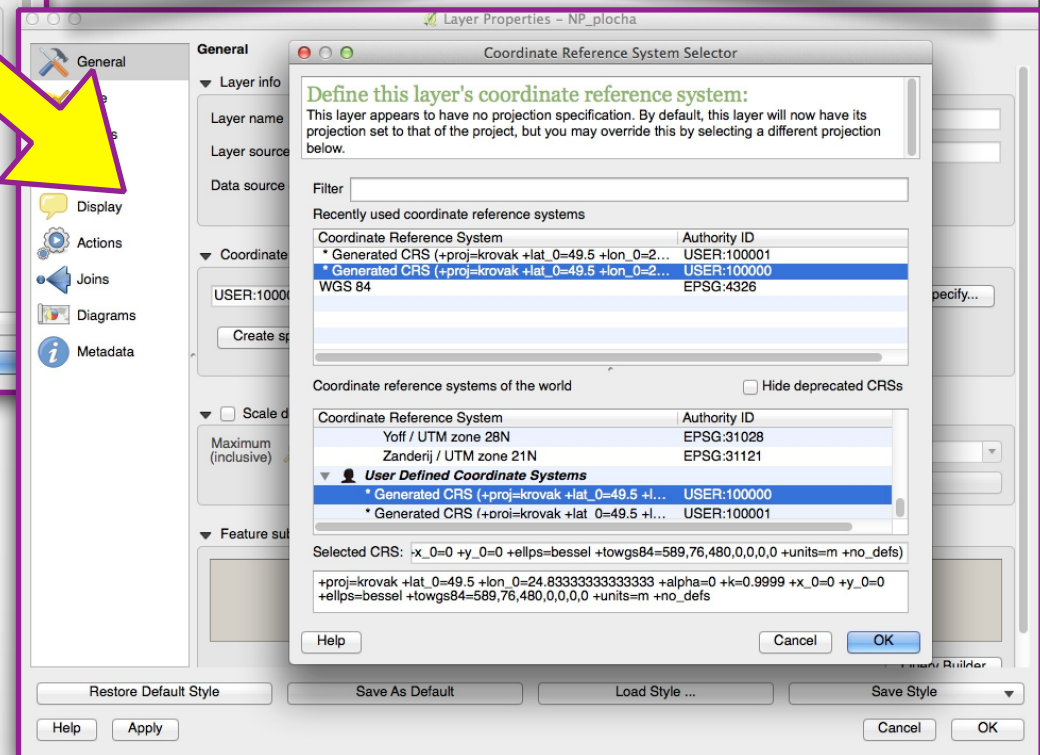 Layer Properties – NP_plocha
General
Display
Actions
Joins
Diagrams
Metadata
General
Layer info
Layer name
Layer source
Data source
Coordinate
USER:1000
pecify...
Create sp
Scale d
Maximum
(inclusive)
Feature sub
Coordinate Reference System Selector
Define this layer's coordinate reference system:
This layer appears to have no projection specification. By default, this layer will now have its
projection set to that of the project, but you may override this by selecting a different projection
below.
Filter
Recently used coordinate reference systems
Coordinate Reference System Authority ID
* Generated CRS (+proj=krovak +lat_0=49.5 +lon_0=2... USER:100001
* Generated CRS (+proj=krovak +lat_0=49.5 +lon_0=2... USER:100000
WGS 84 EPSG:4326
Coordinate reference systems of the world
Hide deprecated CRSs
Coordinate Reference System Authority ID
Yoff / UTM zone 28N EPSG:31028
Zanderij / UTM zone 21N EPSG:31121
User Defined Coordinate Systems
* Generated CRS (+proj=krovak +lat_0=49.5 +l... USER:100000
* Generated CRS (+proj=krovak +lat_0=49.5 +l... USER:100001
Selected CRS: +x_0=0 +y_0=0 +ellps=bessel +towgs84=589,76,480,0,0,0,0 +units=m +no_defs)
+proj=krovak +lat_0=49.5 +lon_0=24.83333333333333 +alpha=0 +k=0.9999 +x_0=0 +y_0=0
+ellps=bessel +towgs84=589,76,480,0,0,0,0 +units=m +no_defs
Help Cancel OK
Query Builder
Restore Default Style Save As Default Load Style ... Save Style
Help Apply Cancel OK